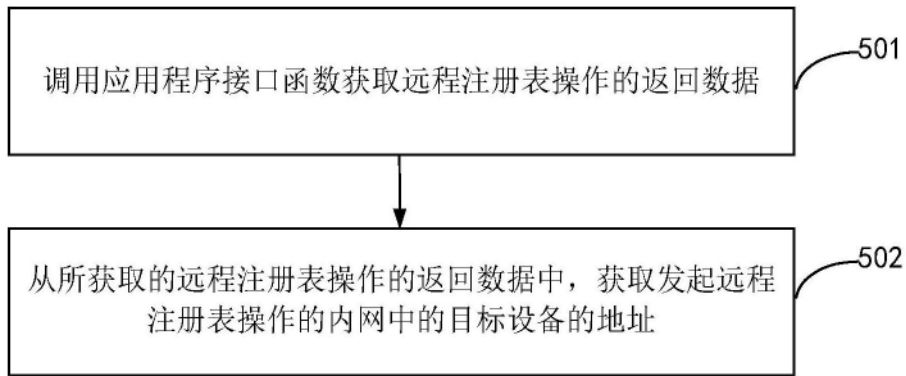 调用应用程序接口函数获取远程注册表操作的返回数据
501
从所获取的远程注册表操作的返回数据中，获取发起远程
注册表操作的内网中的目标设备的地址
502